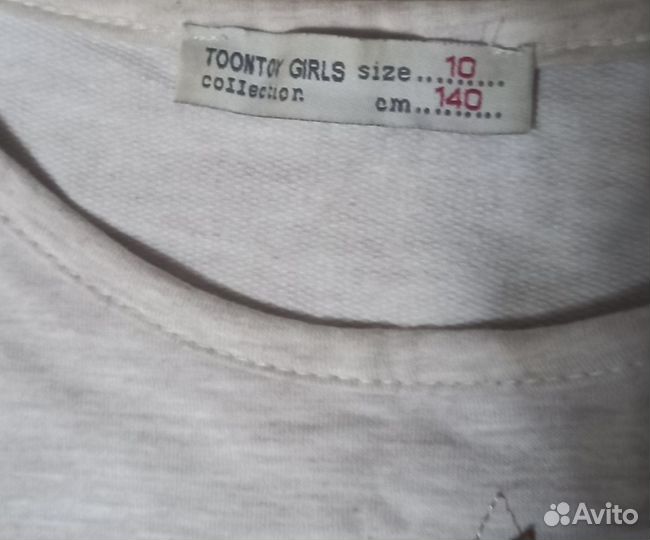 TOONTOY GIRLS size....10....
collection cm....140....
Avito